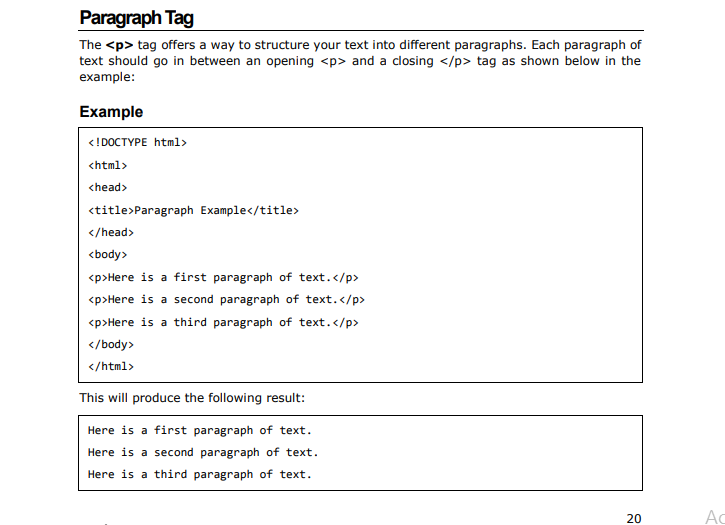 Paragraph Tag
The <p> tag offers a way to structure your text into different paragraphs. Each paragraph of
text should go in between an opening <p> and a closing </p> tag as shown below in the
example:
Example
<!DOCTYPE html>
<html>
<head>
<title>Paragraph Example</title>
</head>
<body>
<p>Here is a first paragraph of text.</p>
<p>Here is a second paragraph of text.</p>
<p>Here is a third paragraph of text.</p>
</body>
</html>
This will produce the following result:
Here is a first paragraph of text.
Here is a second paragraph of text.
Here is a third paragraph of text.
20